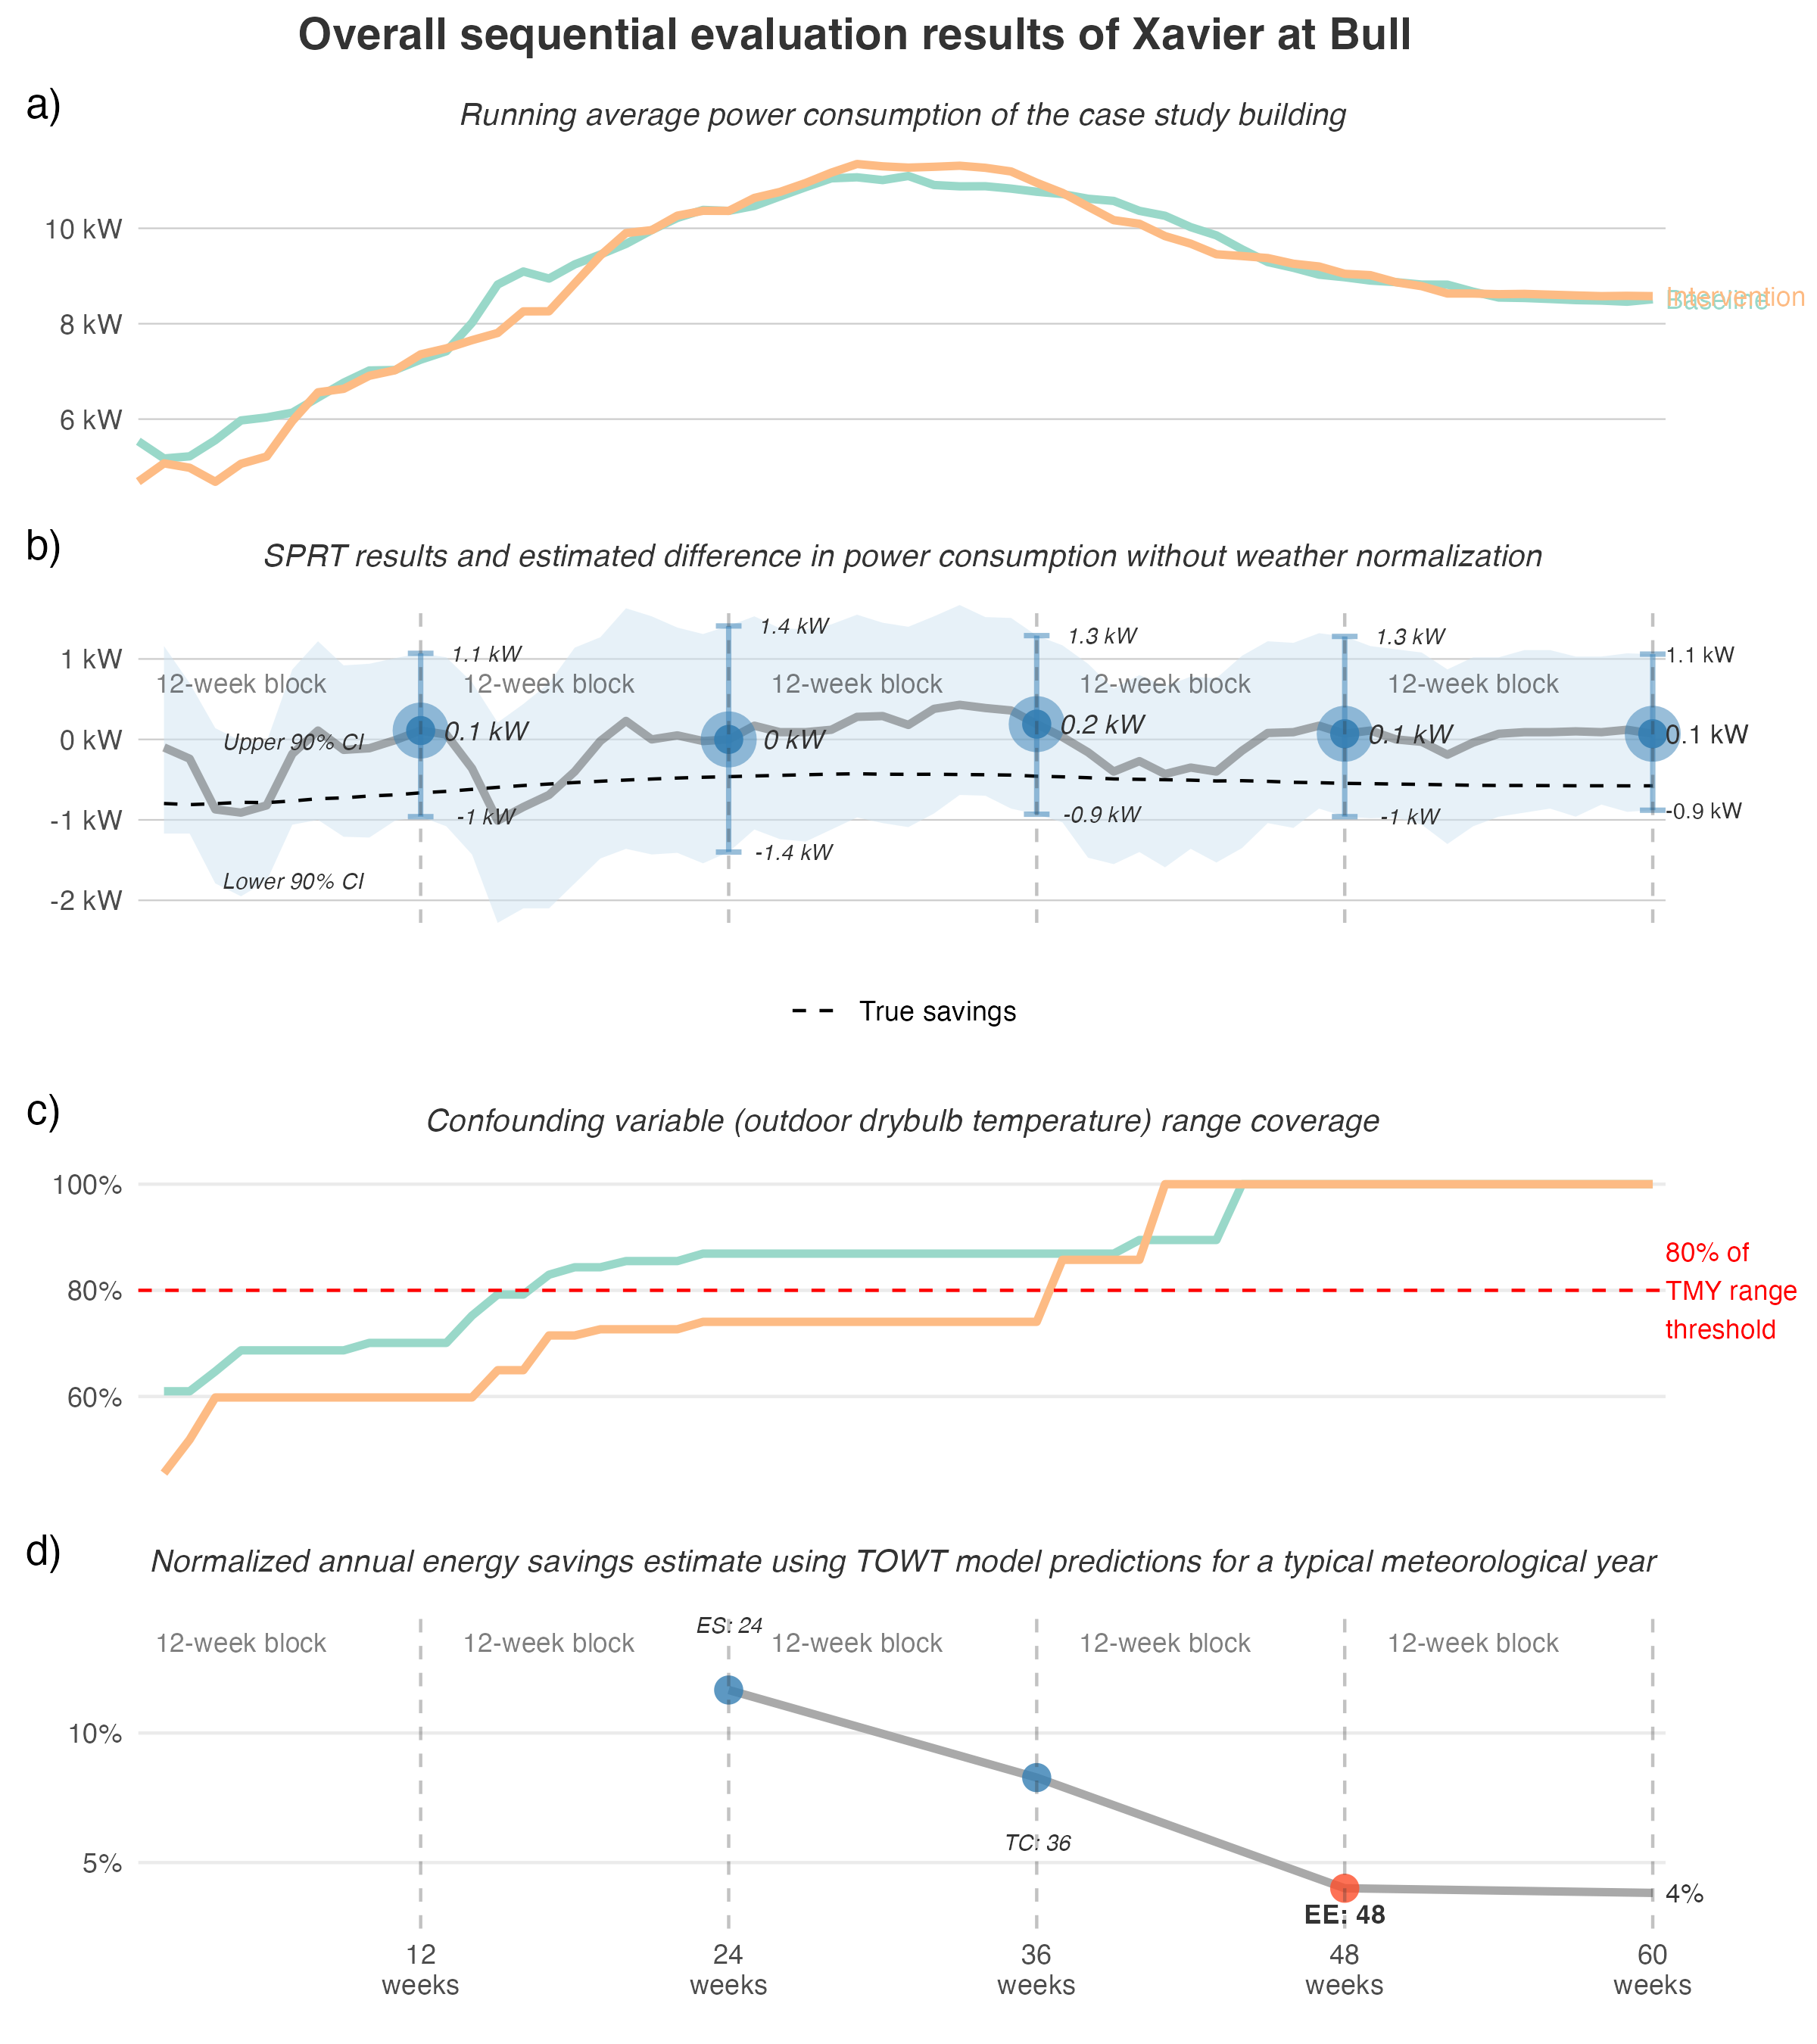 Overall sequential evaluation results of Xavier at Bull
a)
Running average power consumption of the case study building
10 kW
8 kW
6 kW
Intervention
Baseline
b)
SPRT results and estimated difference in power consumption without weather normalization
1 kW
0 kW
-1 kW
-2 kW
12-week block
12-week block
12-week block
12-week block
12-week block
Upper 90% CI
Lower 90% CI
1.1 kW
0.1 kW
-1 kW
1.4 kW
0 kW
-1.4 kW
1.3 kW
0.2 kW
-0.9 kW
1.3 kW
0.1 kW
-1 kW
1.1 kW
0.1 kW
-0.9 kW
True savings
c)
Confounding variable (outdoor drybulb temperature) range coverage
100%
80%
60%
80% of
TMY range
threshold
d)
Normalized annual energy savings estimate using TOWT model predictions for a typical meteorological year
ES: 24
12-week block
12-week block
12-week block
12-week block
12-week block
10%
5%
TC: 36
EE: 48
4%
12
weeks
24
weeks
36
weeks
48
weeks
60
weeks